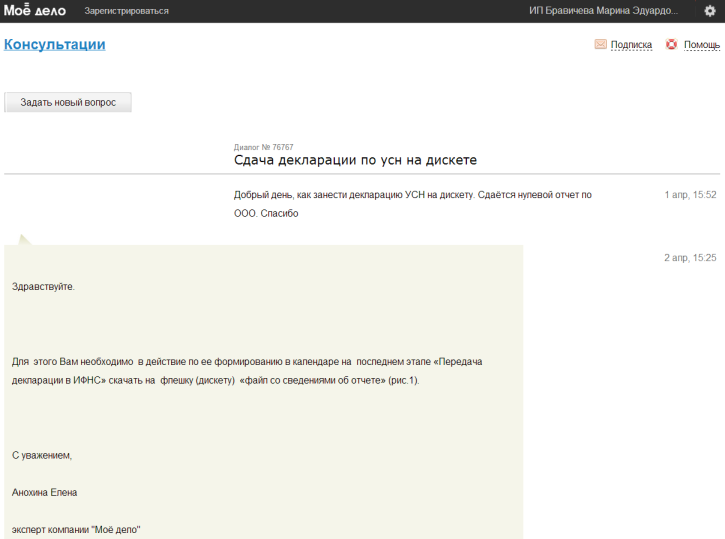 Моё дело
Зарегистрироваться
ИП Бравичева Марина Эдуардо...
Консультации
Подписка
Помощь
Задать новый вопрос
Диалог № 76767
Сдача декларации по усн на дискете
Добрый день, как занести декларацию УСН на дискету. Сдаётся нулевой отчет по
ООО. Спасибо
1 апр, 15:52
2 апр, 15:25
Здравствуйте.
Для этого Вам необходимо в действие по ее формированию в календаре на последнем этапе «Передача
декларации в ИФНС» скачать на флешку (дискету) «файл со сведениями об отчете» (рис.1).
С уважением,
Анохина Елена
эксперт компании "Моё дело"